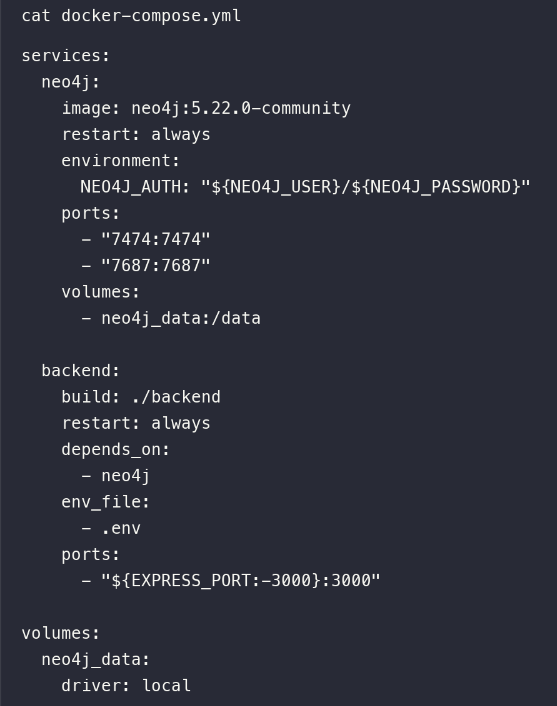 cat docker-compose.yml
services:
  neo4j:
    image: neo4j:5.22.0-community
    restart: always
    environment:
      NEO4J_AUTH: "${NEO4J_USER}/${NEO4J_PASSWORD}"
    ports:
      - "7474:7474"
      - "7687:7687"
    volumes:
      - neo4j_data:/data
  backend:
    build: ./backend
    restart: always
    depends_on:
      - neo4j
    env_file:
      - .env
    ports:
      - "${EXPRESS_PORT:-3000}:3000"
volumes:
  neo4j_data:
    driver: local